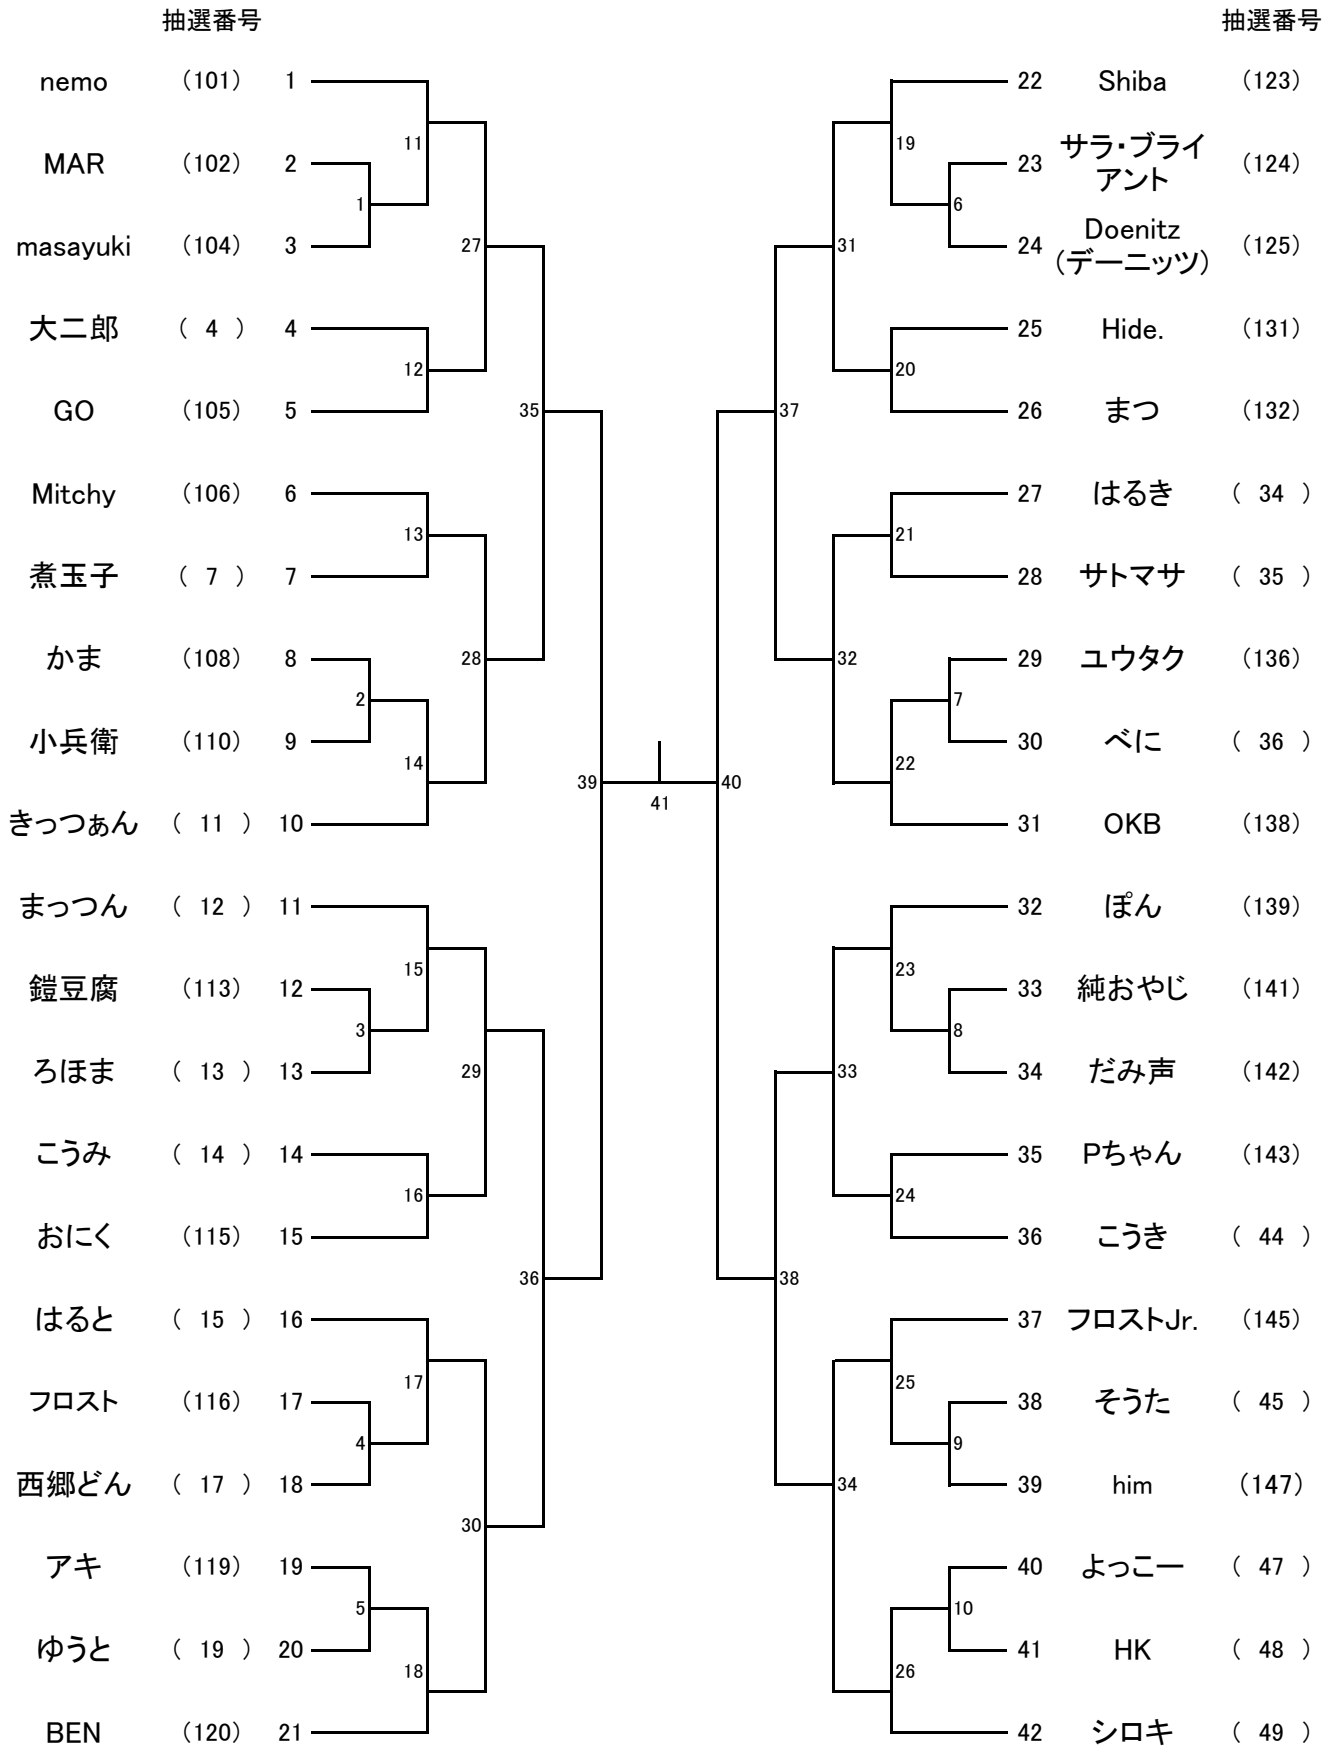 抽選番号 抽選番号
nemo (101) 1 22 Shiba (123)
11 19
MAR (102) 2 23 サラ・ブライアント (124)
1 6
masayuki (104) 3 27 31 24 Doenitz (デーニッツ) (125)
大二郎 ( 4 ) 4 25 Hide. (131)
12 20
GO (105) 5 35 37 26 まつ (132)
Mitchy (106) 6 27 はるき ( 34 )
13 21
煮玉子 ( 7 ) 7 28 サトマサ ( 35 )
かま (108) 8 28 32 29 ユウタク (136)
2 7
小兵衛 (110) 9 30 べに ( 36 )
14 22
39 40
41
きっつぁん ( 11 ) 10 31 OKB (138)
まっつん ( 12 ) 11 32 ぽん (139)
15 23
鎧豆腐 (113) 12 33 純おやじ (141)
3 8
ろほま ( 13 ) 13 29 33 34 だみ声 (142)
こうみ ( 14 ) 14 35 Pちゃん (143)
16 24
おにく (115) 15 36 こうき ( 44 )
36 38
はると ( 15 ) 16 37 フロストJr. (145)
17 25
フロスト (116) 17 38 そうた ( 45 )
4 9
西郷どん ( 17 ) 18 34 39 him (147)
30
アキ (119) 19 40 よっこー ( 47 )
5 10
ゆうと ( 19 ) 20 41 HK ( 48 )
18 26
BEN (120) 21 42 シロキ ( 49 )